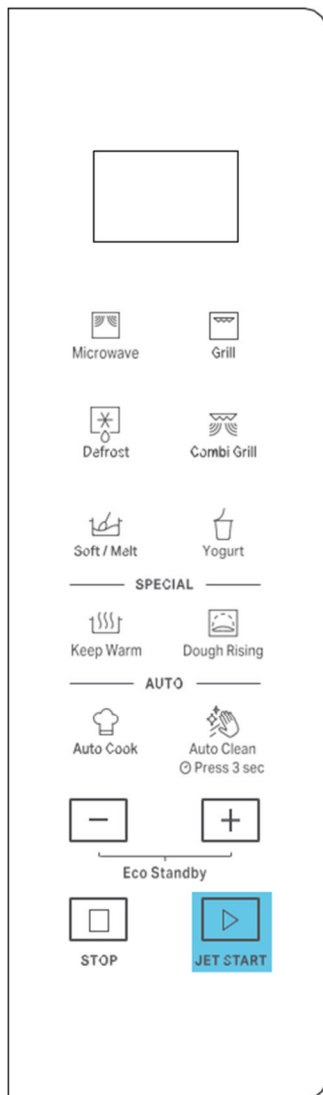 Microwave
Grill
Defrost
Combi Grill
Soft / Melt
Yogurt
SPECIAL
Keep Warm
Dough Rising
AUTO
Auto Cook
Auto Clean
Press 3 sec
Eco Standby
STOP
JET START